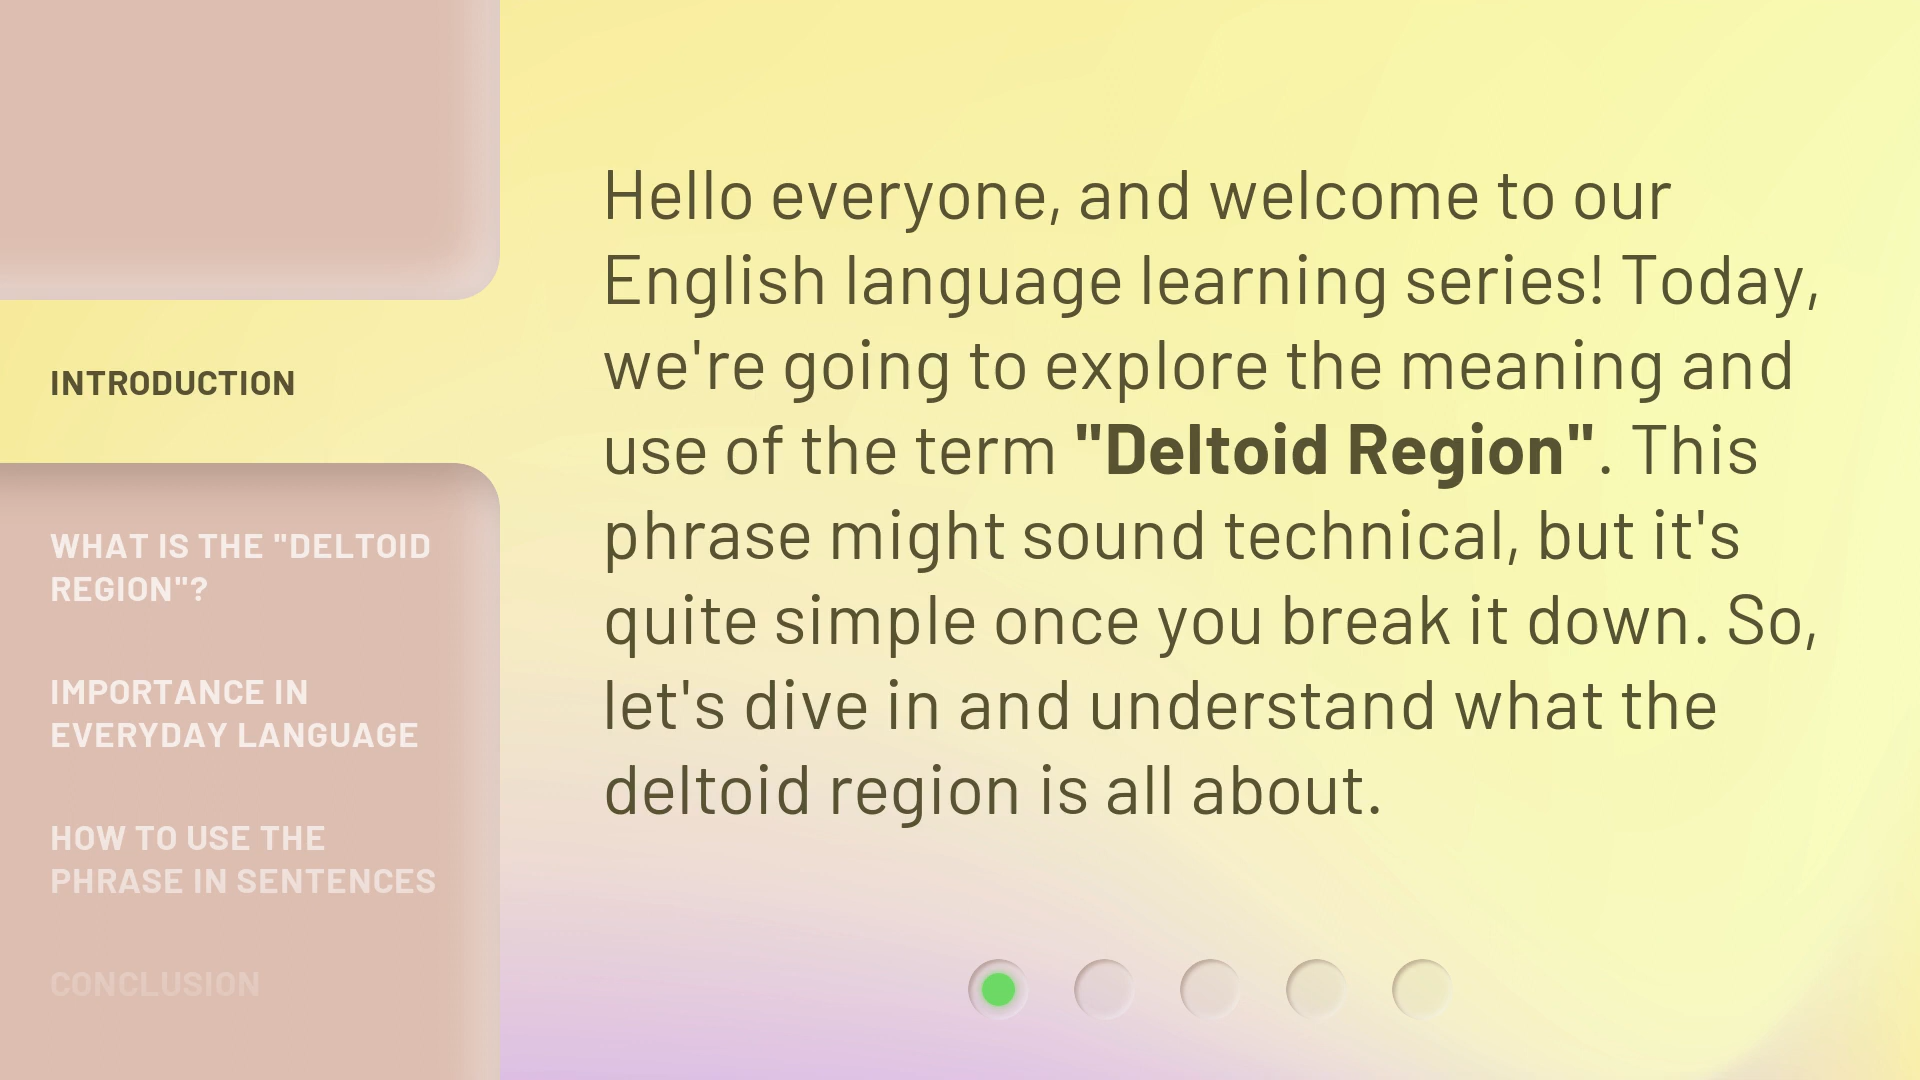 INTRODUCTION
WHAT IS THE "DELTOID
REGION"?
IMPORTANCE IN
EVERYDAY LANGUAGE
HOW TO USE THE
PHRASE IN SENTENCES
CONCLUSION
Hello everyone, and welcome to our
English language learning series! Today,
we're going to explore the meaning and
use of the term "Deltoid Region". This
phrase might sound technical, but it's
quite simple once you break it down. So,
let's dive in and understand what the
deltoid region is all about.